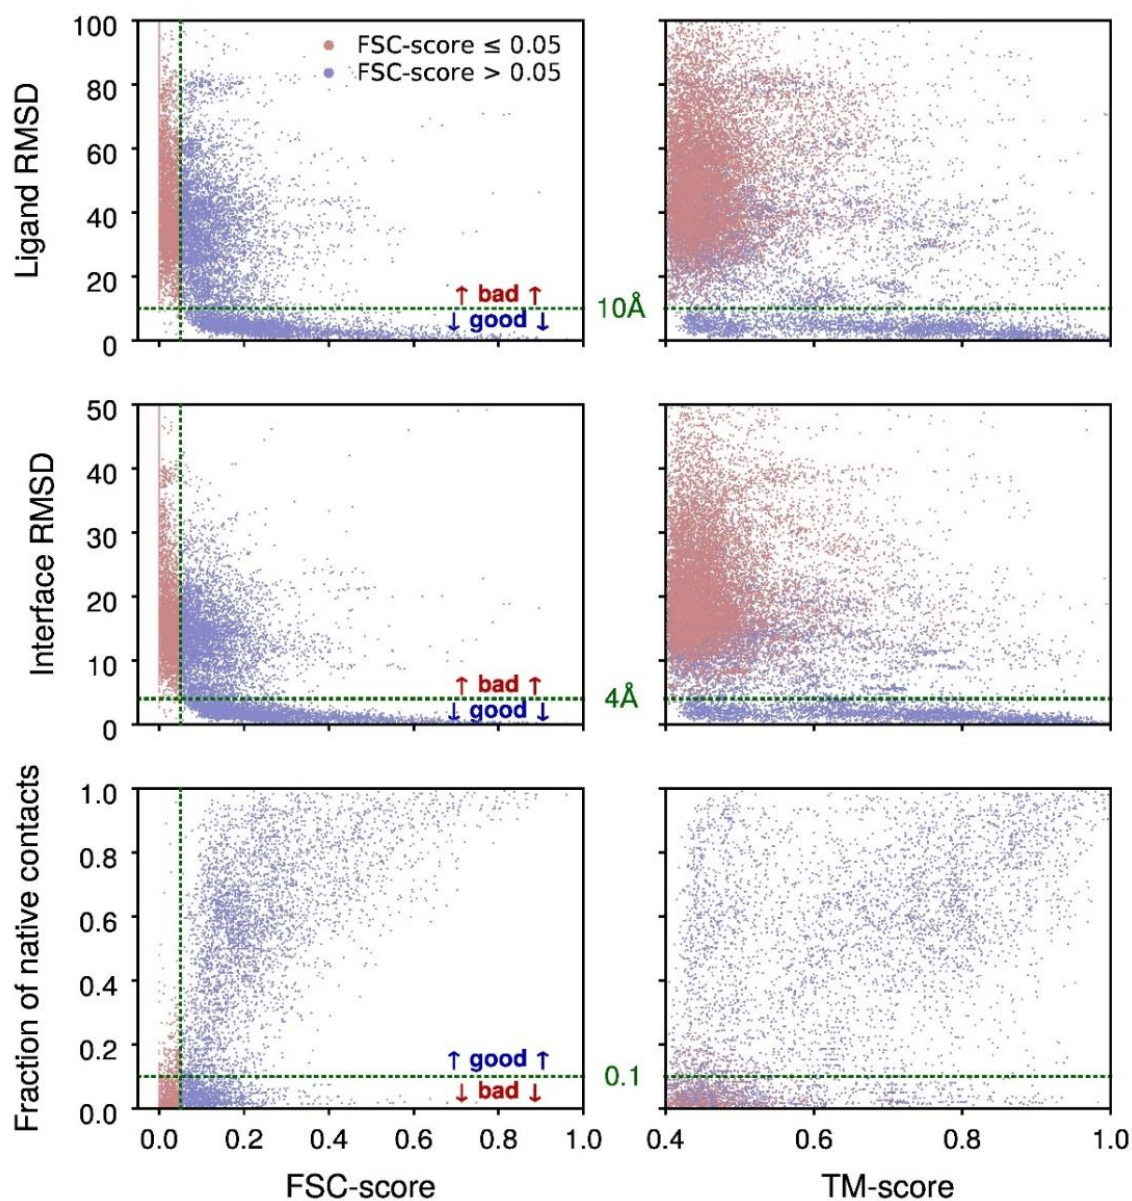 Ligand RMSD
100
80
60
40
20
0
FSC-score ≤ 0.05
FSC-score > 0.05
↑ bad ↑
↓ good ↓
10Å
Interface RMSD
50
40
30
20
10
0
↑ bad ↑
↓ good ↓
4Å
Fraction of native contacts
1.0
0.8
0.6
0.4
0.2
0.0
↑ good ↑
↓ bad ↓
0.1
0.0 0.2 0.4 0.6 0.8 1.0
0.4 0.6 0.8 1.0
FSC-score
TM-score